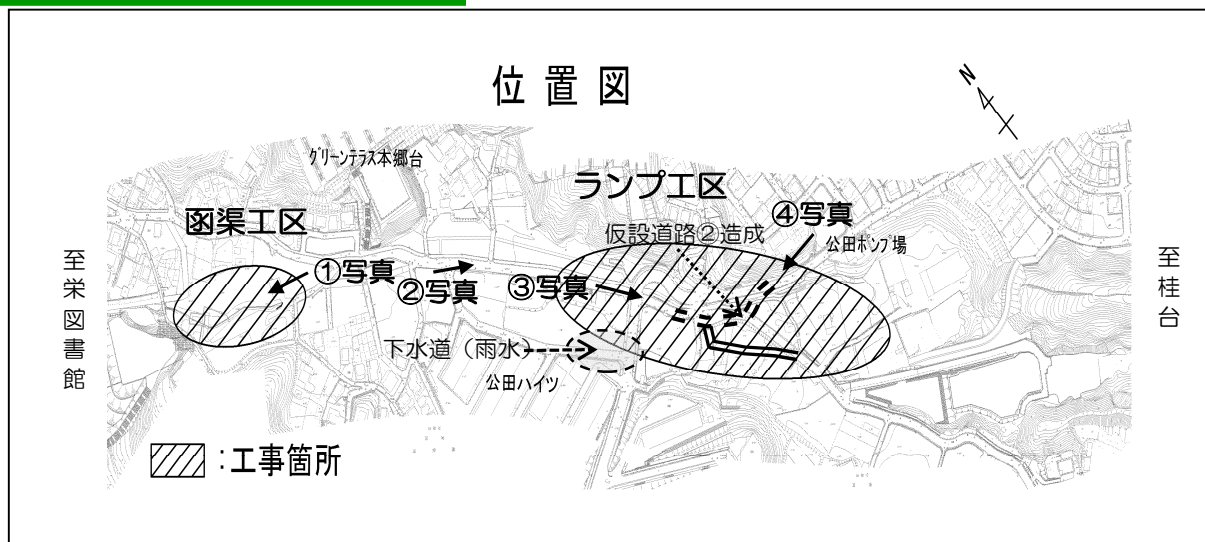 位置図
N
グリーンテラス本郷台
ランプ工区
函渠工区
④写真
仮設道路②造成
公田ポンプ場
至栄図書館
①写真
②写真
③写真
至桂台
下水道（雨水）
公田ハイツ
：工事箇所